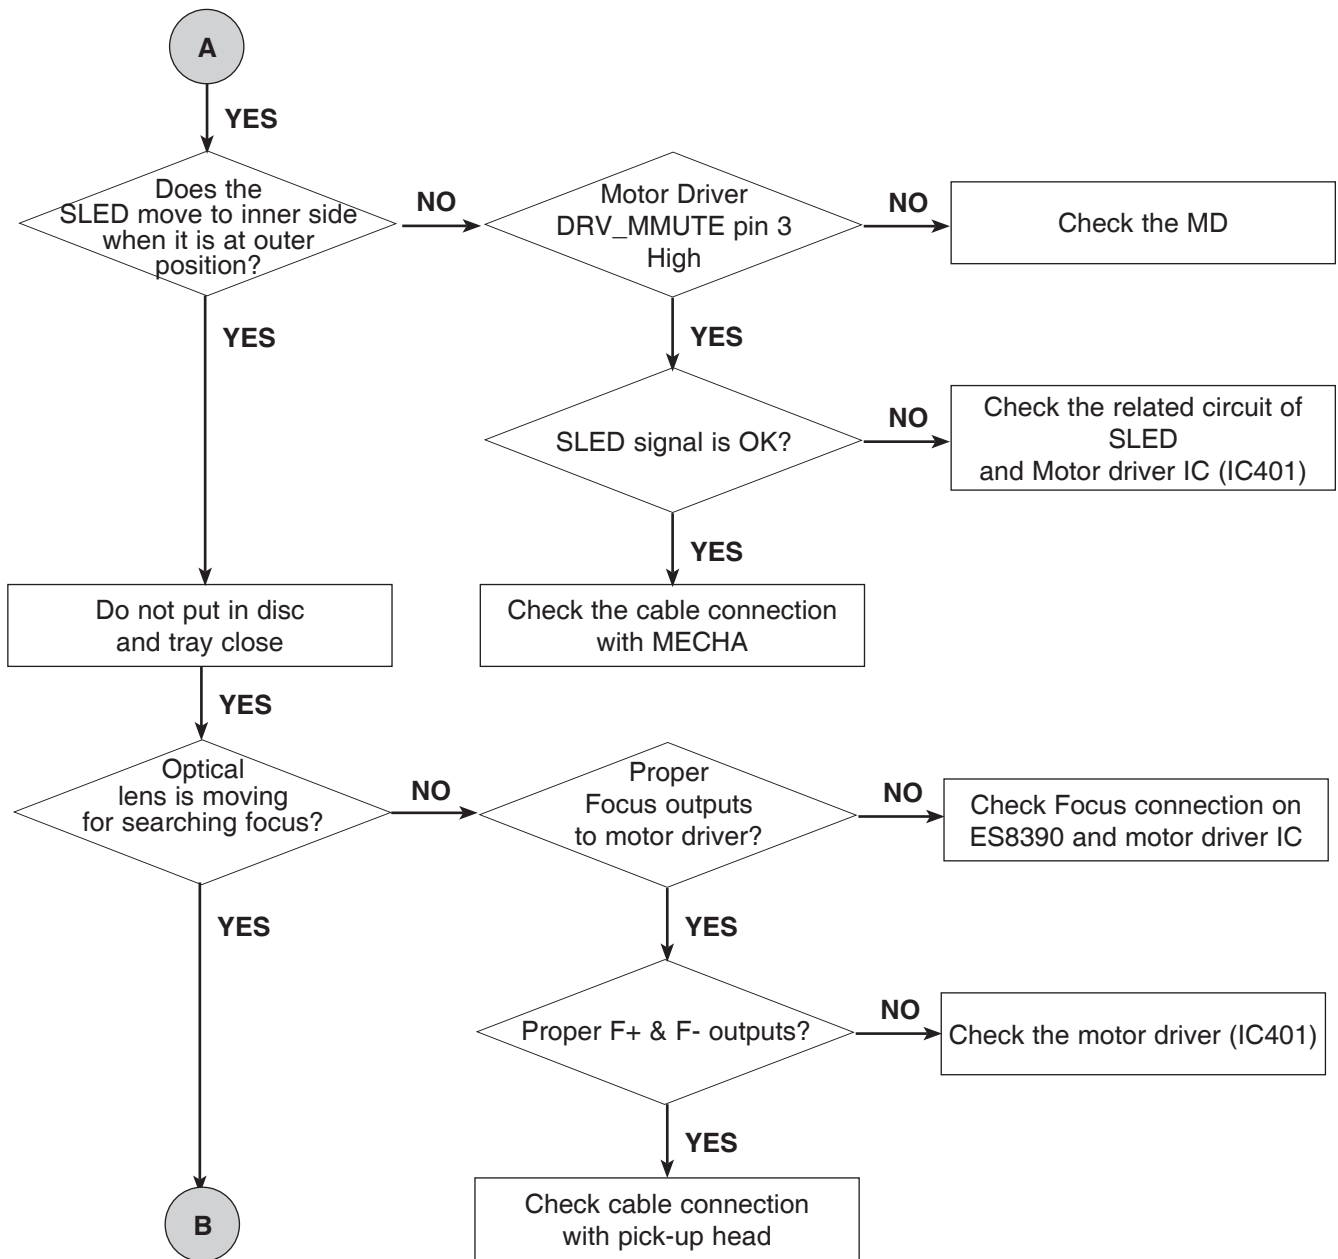 A
YES
Does the
SLED move to inner side
when it is at outer
position?
NO
Motor Driver
DRV_MMUTE pin 3
High
NO
Check the MD
YES
YES
SLED signal is OK?
NO
Check the related circuit of
SLED
and Motor driver IC (IC401)
YES
Do not put in disc
and tray close
Check the cable connection
with MECHA
YES
Optical
lens is moving
for searching focus?
NO
Proper
Focus outputs
to motor driver?
NO
Check Focus connection on
ES8390 and motor driver IC
YES
YES
Proper F+ & F- outputs?
NO
Check the motor driver (IC401)
YES
B
Check cable connection
with pick-up head